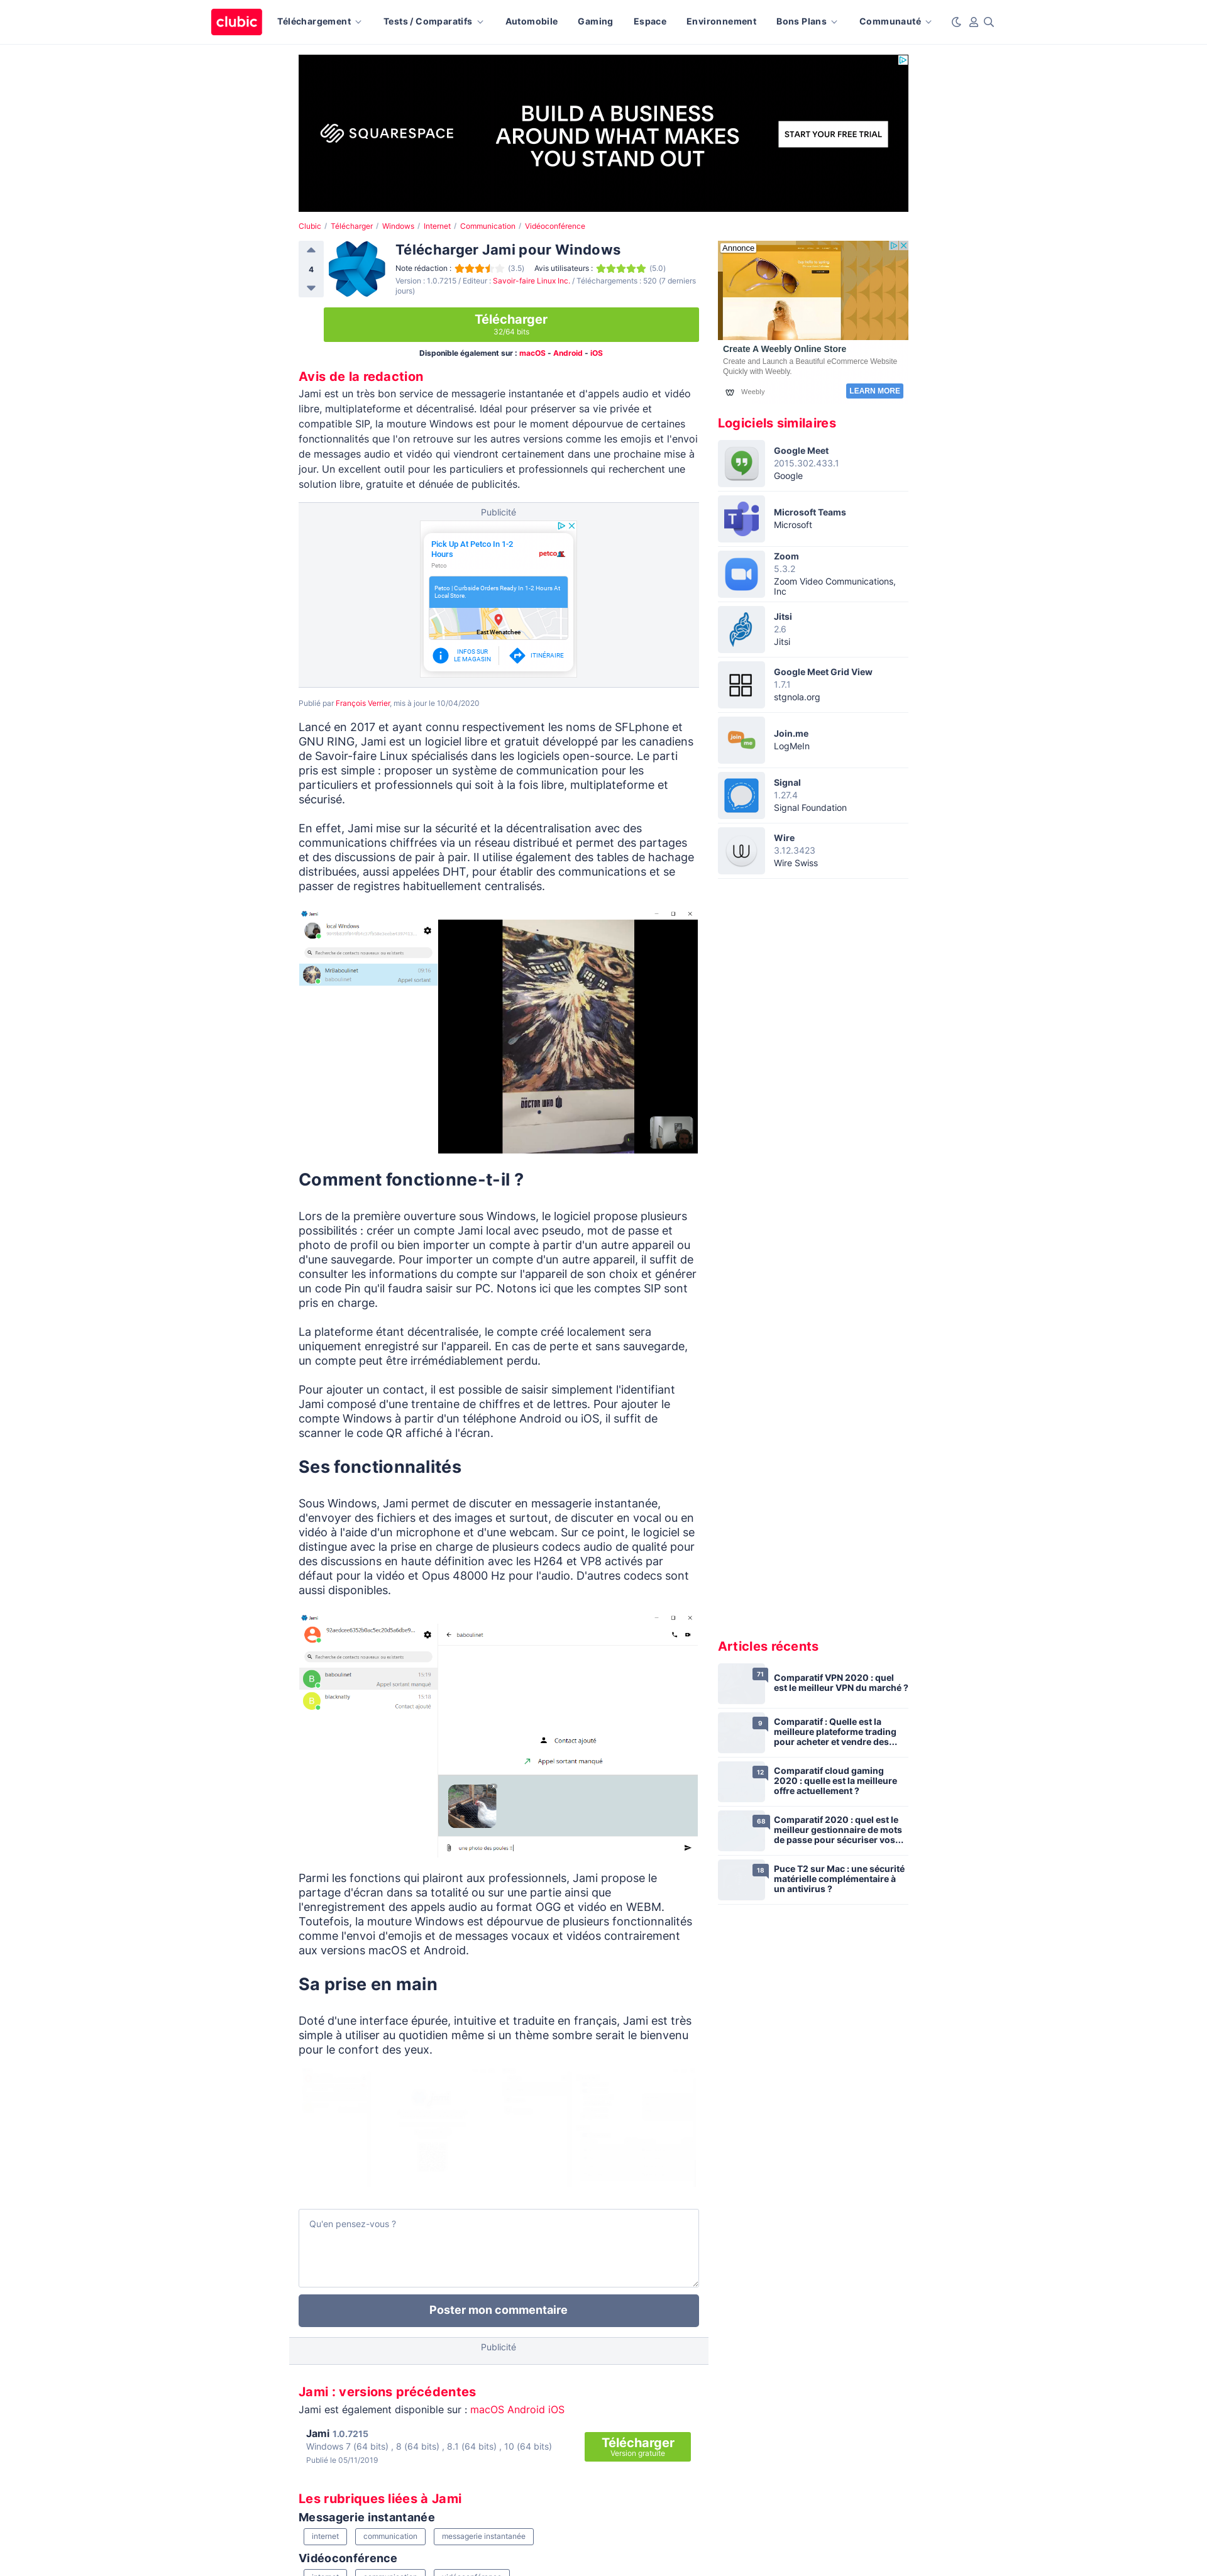 clubic
Téléchargement
Tests / Comparatifs
Automobile
Gaming
Espace
Environnement
Bons Plans
Communauté
SQUARESPACE
BUILD A BUSINESS
AROUND WHAT MAKES
YOU STAND OUT
START YOUR FREE TRIAL
Clubic / Télécharger / Windows / Internet / Communication / Vidéoconférence
4
Télécharger Jami pour Windows
Note rédaction : (3.5) Avis utilisateurs : (5.0)
Version : 1.0.7215 / Editeur : Savoir-faire Linux Inc. / Téléchargements : 520 (7 derniers
jours)
Télécharger
32/64 bits
Disponible également sur : macOS - Android - iOS
Avis de la redaction
Jami est un très bon service de messagerie instantanée et d'appels audio et vidéo
libre, multiplateforme et décentralisé. Idéal pour préserver sa vie privée et
compatible SIP, la mouture Windows est pour le moment dépourvue de certaines
fonctionnalités que l'on retrouve sur les autres versions comme les emojis et l'envoi
de messages audio et vidéo qui viendront certainement dans une prochaine mise à
jour. Un excellent outil pour les particuliers et professionnels qui recherchent une
solution libre, gratuite et dénuée de publicités.
Publicité
Pick Up At Petco In 1-2
Hours
Petco
petco
Petco | Curbside Orders Ready In 1-2 Hours At
Local Store.
East Wenatchee
INFOS SUR
LE MAGASIN
ITINÉRAIRE
Publié par François Verrier, mis à jour le 10/04/2020
Lancé en 2017 et ayant connu respectivement les noms de SFLphone et
GNU RING, Jami est un logiciel libre et gratuit développé par les canadiens
de Savoir-faire Linux spécialisés dans les logiciels open-source. Le parti
pris est simple : proposer un système de communication pour les
particuliers et professionnels qui soit à la fois libre, multiplateforme et
sécurisé.
En effet, Jami mise sur la sécurité et la décentralisation avec des
communications chiffrées via un réseau distribué et permet des partages
et des discussions de pair à pair. Il utilise également des tables de hachage
distribuées, aussi appelées DHT, pour établir des communications et se
passer de registres habituellement centralisés.
Jami
local Windows
Recherche de contacts nouveaux ou existants
MrBaboulinet
baboulinet
Appel sortant
DOCTOR WHO
Comment fonctionne-t-il ?
Lors de la première ouverture sous Windows, le logiciel propose plusieurs
possibilités : créer un compte Jami local avec pseudo, mot de passe et
photo de profil ou bien importer un compte à partir d'un autre appareil ou
d'une sauvegarde. Pour importer un compte d'un autre appareil, il suffit de
consulter les informations du compte sur l'appareil de son choix et générer
un code Pin qu'il faudra saisir sur PC. Notons ici que les comptes SIP sont
pris en charge.
La plateforme étant décentralisée, le compte créé localement sera
uniquement enregistré sur l'appareil. En cas de perte et sans sauvegarde,
un compte peut être irrémédiablement perdu.
Pour ajouter un contact, il est possible de saisir simplement l'identifiant
Jami composé d'une trentaine de chiffres et de lettres. Pour ajouter le
compte Windows à partir d'un téléphone Android ou iOS, il suffit de
scanner le code QR affiché à l'écran.
Ses fonctionnalités
Sous Windows, Jami permet de discuter en messagerie instantanée,
d'envoyer des fichiers et des images et surtout, de discuter en vocal ou en
vidéo à l'aide d'un microphone et d'une webcam. Sur ce point, le logiciel se
distingue avec la prise en charge de plusieurs codecs audio de qualité pour
des discussions en haute définition avec les H264 et VP8 activés par
défaut pour la vidéo et Opus 48000 Hz pour l'audio. D'autres codecs sont
aussi disponibles.
Jami
Recherche de contacts nouveaux ou existants
B
baboulinet
15:19
Appel sortant manqué
B
blacknatty
15:18
Contact ajouté
baboulinet
Contact ajouté
Appel sortant manqué
une photo des poules !
Parmi les fonctions qui plairont aux professionnels, Jami propose le
partage d'écran dans sa totalité ou sur une partie ainsi que
l'enregistrement des appels audio au format OGG et vidéo en WEBM.
Toutefois, la mouture Windows est dépourvue de plusieurs fonctionnalités
comme l'envoi d'emojis et de messages vocaux et vidéos contrairement
aux versions macOS et Android.
Sa prise en main
Doté d'une interface épurée, intuitive et traduite en français, Jami est très
simple à utiliser au quotidien même si un thème sombre serait le bienvenu
pour le confort des yeux.
Qu'en pensez-vous ?
Poster mon commentaire
Publicité
Jami : versions précédentes
Jami est également disponible sur : macOS Android iOS
Jami 1.0.7215
Windows 7 (64 bits) , 8 (64 bits) , 8.1 (64 bits) , 10 (64 bits)
Publié le 05/11/2019
Télécharger
Version gratuite
Les rubriques liées à Jami
Messagerie instantanée
internet
communication
messagerie instantanée
Vidéoconférence
Annonce
Create A Weebly Online Store
Create and Launch a Beautiful eCommerce Website
Quickly with Weebly.
Weebly
LEARN MORE
Logiciels similaires
Google Meet
2015.302.433.1
Google
Microsoft Teams
Microsoft
Zoom
5.3.2
Zoom Video Communications,
Inc
Jitsi
2.6
Jitsi
Google Meet Grid View
1.7.1
stgnola.org
join
me
Join.me
LogMeIn
Signal
1.27.4
Signal Foundation
Wire
3.12.3423
Wire Swiss
Articles récents
71
Comparatif VPN 2020 : quel
est le meilleur VPN du marché ?
9
Comparatif : Quelle est la
meilleure plateforme trading
pour acheter et vendre des...
12
Comparatif cloud gaming
2020 : quelle est la meilleure
offre actuellement ?
68
Comparatif 2020 : quel est le
meilleur gestionnaire de mots
de passe pour sécuriser vos...
18
Puce T2 sur Mac : une sécurité
matérielle complémentaire à
un antivirus ?